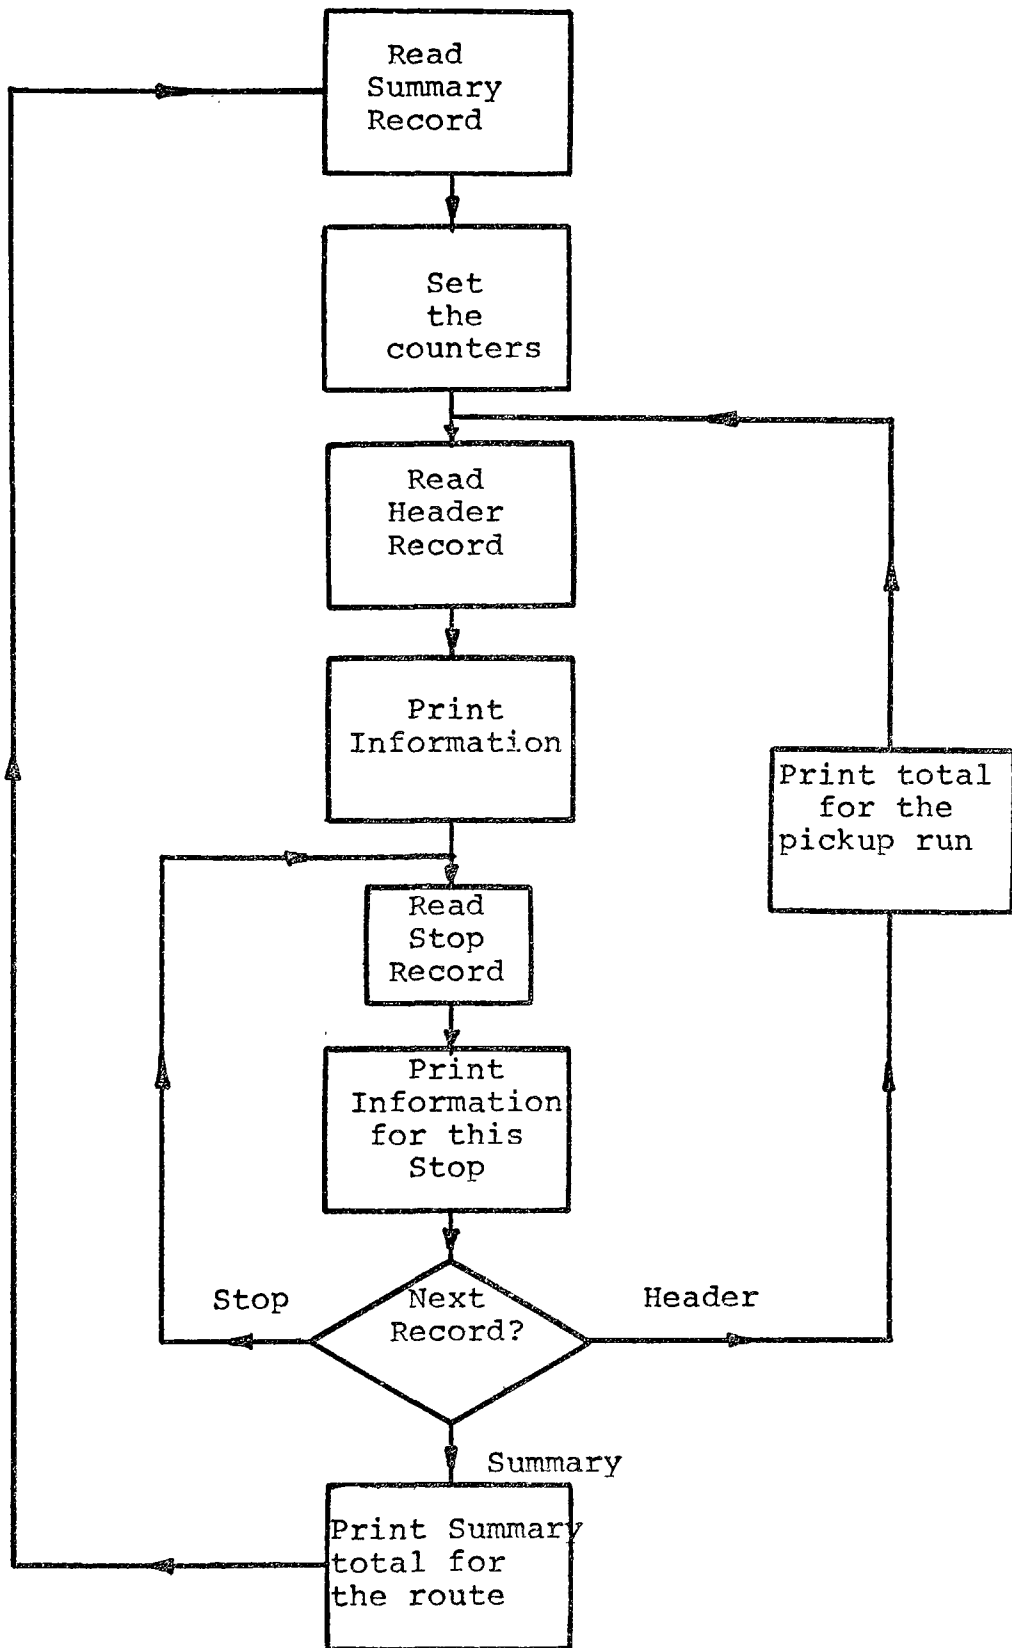 Read
Summary
Record
Set
the
counters
Read
Header
Record
Print
Information
Print total
for the
pickup run
Read
Stop
Record
Print
Information
for this
Stop
Stop
Next
Record?
Header
Summary
Print Summary
total for
the route